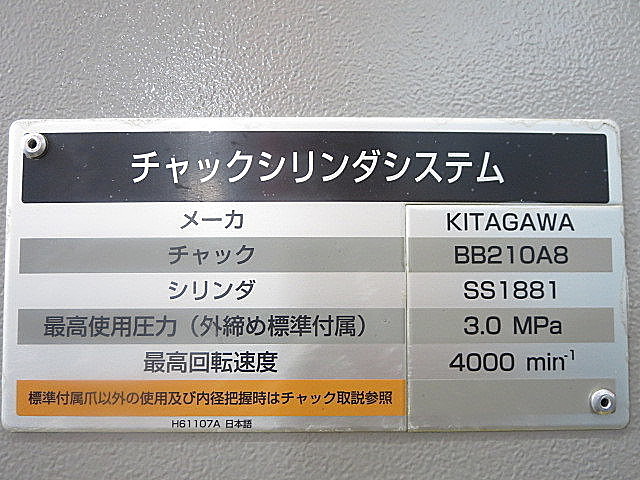 チャックシリンダシステム
メーカ KITAGAWA
チャック BB210A8
シリンダ SS1881
最高使用圧力（外締め標準付属） 3.0 MPa
最高回転速度 4000 min⁻¹
標準付属爪以外の使用及び内径把握時はチャック取説参照
H61107A 日本語